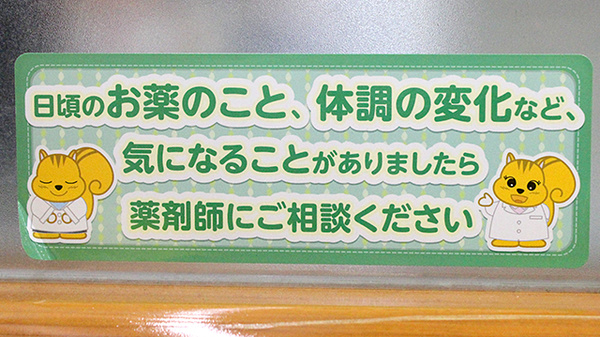 日頃のお薬のこと、体調の変化など、
気になることがありましたら
薬剤師にご相談ください